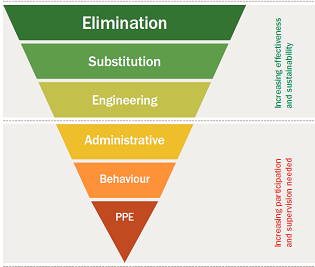 Elimination
Substitution
Engineering
Administrative
Behaviour
PPE
Increasing effectiveness
and sustainability
Increasing participation
and supervision needed